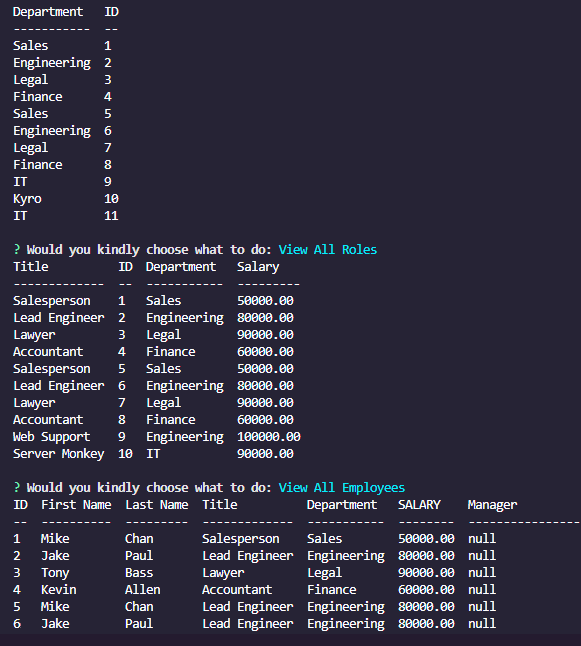 Department   ID
-----------  --
Sales        1
Engineering  2
Legal        3
Finance      4
Sales        5
Engineering  6
Legal        7
Finance      8
IT           9
Kyro         10
IT           11
? Would you kindly choose what to do: View All Roles
Title          ID  Department   Salary
-------------  --  -----------  ---------
Salesperson    1   Sales        50000.00
Lead Engineer  2   Engineering  80000.00
Lawyer         3   Legal        90000.00
Accountant     4   Finance      60000.00
Salesperson    5   Sales        50000.00
Lead Engineer  6   Engineering  80000.00
Lawyer         7   Legal        90000.00
Accountant     8   Finance      60000.00
Web Support    9   Engineering  100000.00
Server Monkey  10  IT           90000.00
? Would you kindly choose what to do: View All Employees
ID  First Name  Last Name  Title          Department   SALARY    Manager
--  ----------  ---------  -------------  -----------  --------  ----------------
1   Mike        Chan       Salesperson    Sales        50000.00  null
2   Jake        Paul       Lead Engineer  Engineering  80000.00  null
3   Tony        Bass       Lawyer         Legal        90000.00  null
4   Kevin       Allen      Accountant     Finance      60000.00  null
5   Mike        Chan       Lead Engineer  Engineering  80000.00  null
6   Jake        Paul       Lead Engineer  Engineering  80000.00  null